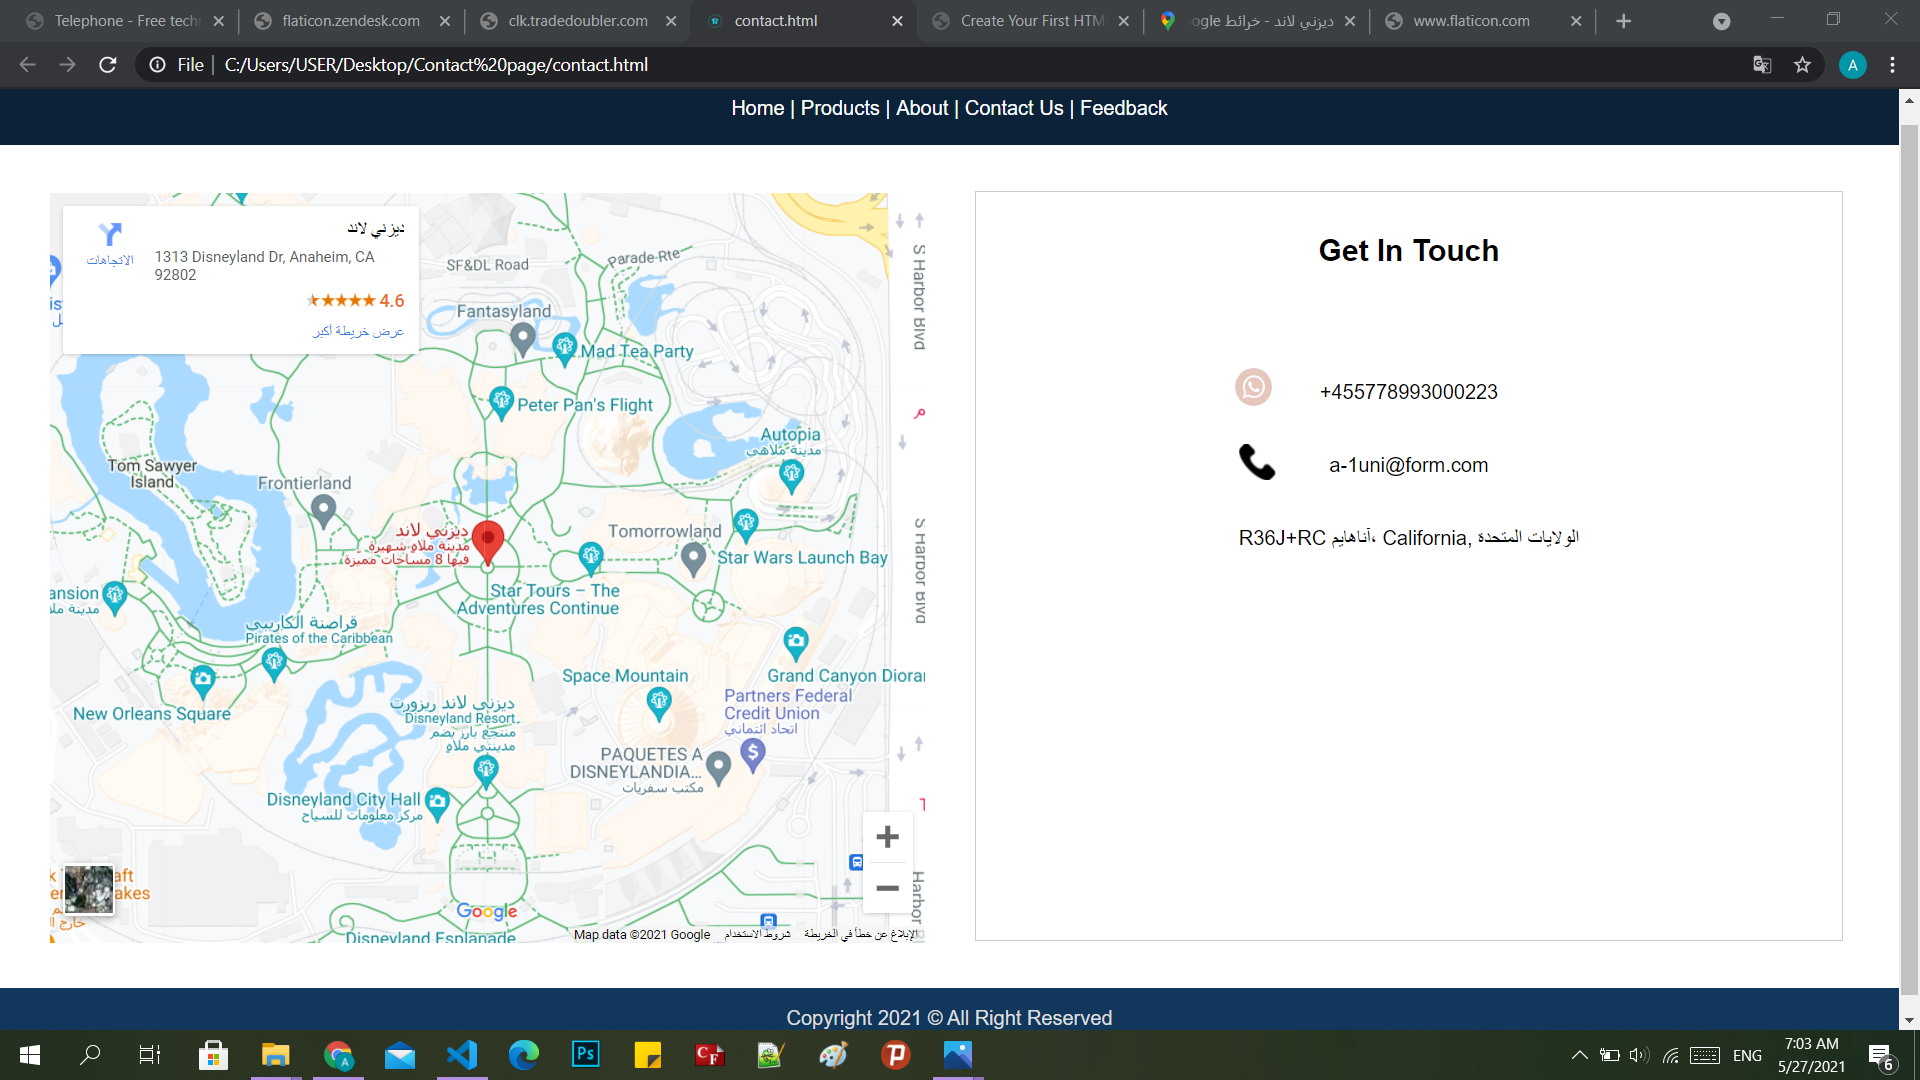 Telephone - Free techn
flaticon.zendesk.com
clk.tradedoubler.com
contact.html
Create Your First HTM
ديزني لاند - خرائط ogle
www.flaticon.com
File
C:/Users/USER/Desktop/Contact%20page/contact.html
A
Home | Products | About | Contact Us | Feedback
ديزني لاند
الاتجاهات
1313 Disneyland Dr, Anaheim, CA
92802
4.6
عرض خريطة أكبر
SF&DL Road
Parade Rte
S Harbor Blvd
Fantasyland
Mad Tea Party
Peter Pan's Flight
Autopia
مدينة ملاهي
Tom Sawyer
Island
Frontierland
ديزني لاند
مدينة ملاهٍ شهيرة
فيها 8 مساحات مميزة
Tomorrowland
Star Wars Launch Bay
S Harbor Blvd
Star Tours – The
Adventures Continue
ansion
مدينة ملا
قراصنة الكاريبي
Pirates of the Caribbean
Space Mountain
Grand Canyon Diorar
Partners Federal
Credit Union
اتحاد ائتماني
New Orleans Square
ديزني لاند ريزورت
Disneyland Resort
منتجع بارز يضم
مدينتي ملاهٍ
PAQUETES A
DISNEYLANDIA...
مكتب سفريات
Disneyland City Hall
مركز معلومات للسياح
Harbor
aft
akes
Google
Disneyland Esplanade
Map data ©2021 Google
شروط الاستخدام
الإبلاغ عن خطأ في الخريطة
Get In Touch
+455778993000223
a-1uni@form.com
R36J+RC آناهايم، California, الولايات المتحدة
Copyright 2021 © All Right Reserved
Ps
CF
ENG
7:03 AM
5/27/2021
6